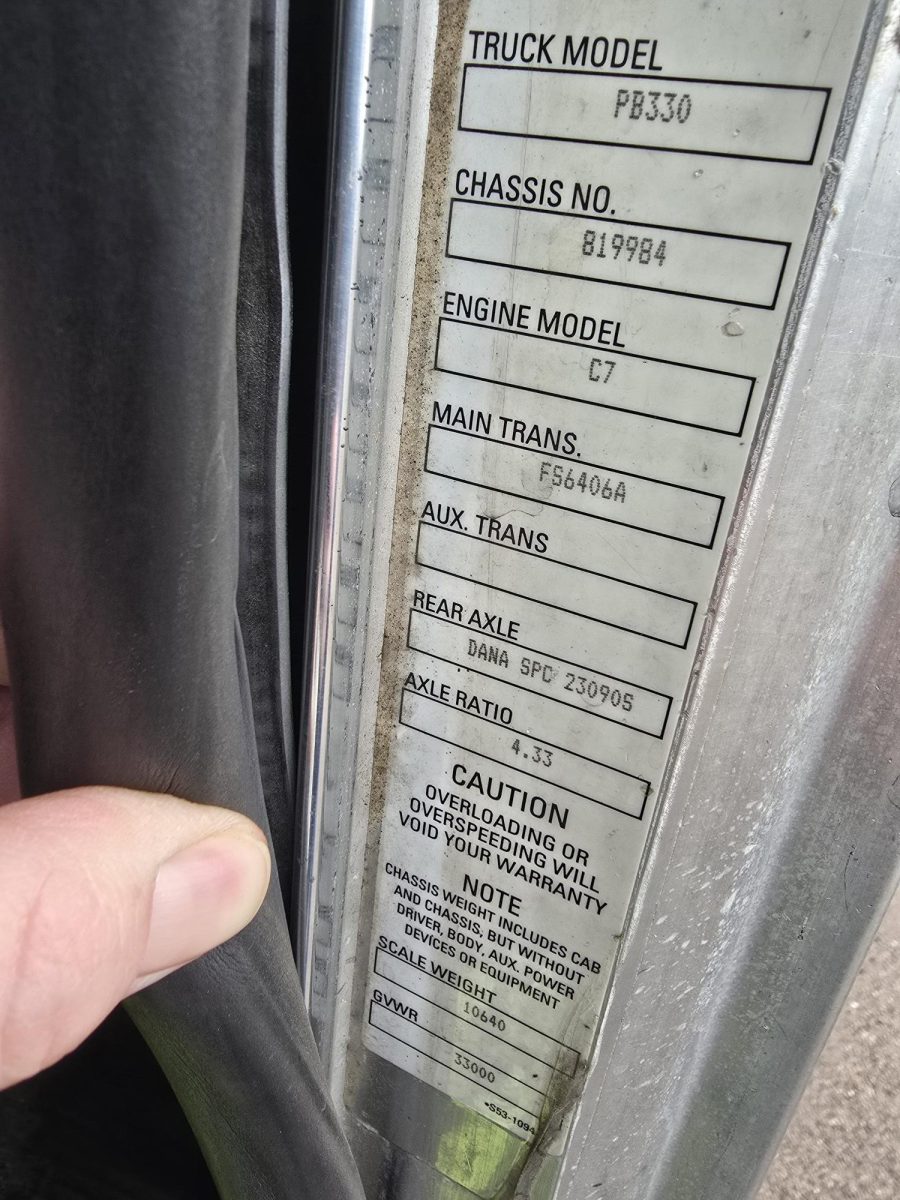 TRUCK MODEL
PB330
CHASSIS NO.
819984
ENGINE MODEL
C7
MAIN TRANS.
FS6406A
AUX. TRANS
REAR AXLE
DANA SPC 23090S
AXLE RATIO
4.33
CAUTION
OVERLOADING OR
OVERSPEEDING WILL
VOID YOUR WARRANTY
NOTE
CHASSIS WEIGHT INCLUDES CAB
AND CHASSIS, BUT WITHOUT
DRIVER, BODY, AUX. POWER
DEVICES OR EQUIPMENT
SCALE WEIGHT
10640
GVWR
33000
•S53-1094